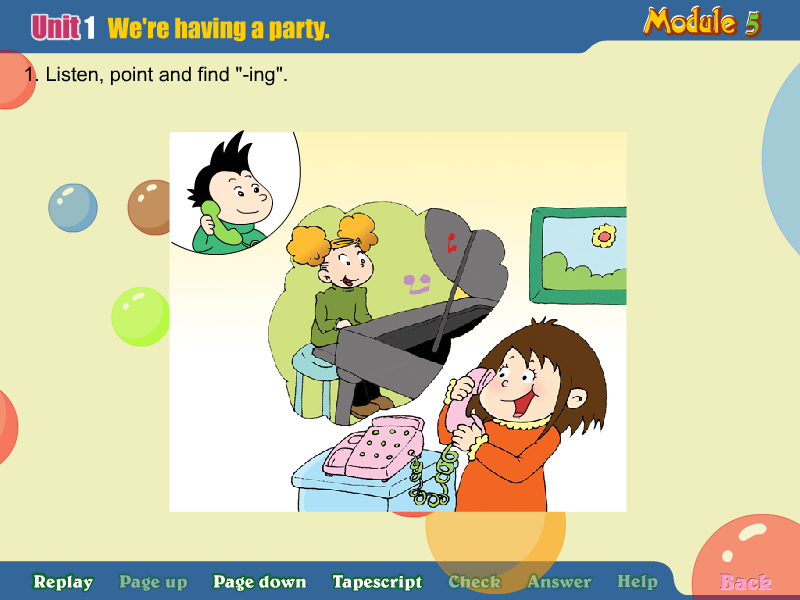 Unit 1 We're having a party.
Module 5
1. Listen, point and find "-ing".
Replay Page up Page down Tapescript Check Answer Help Back